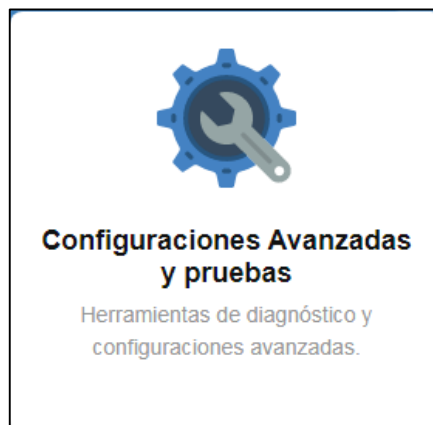 Configuraciones Avanzadas
y pruebas
Herramientas de diagnóstico y
configuraciones avanzadas.